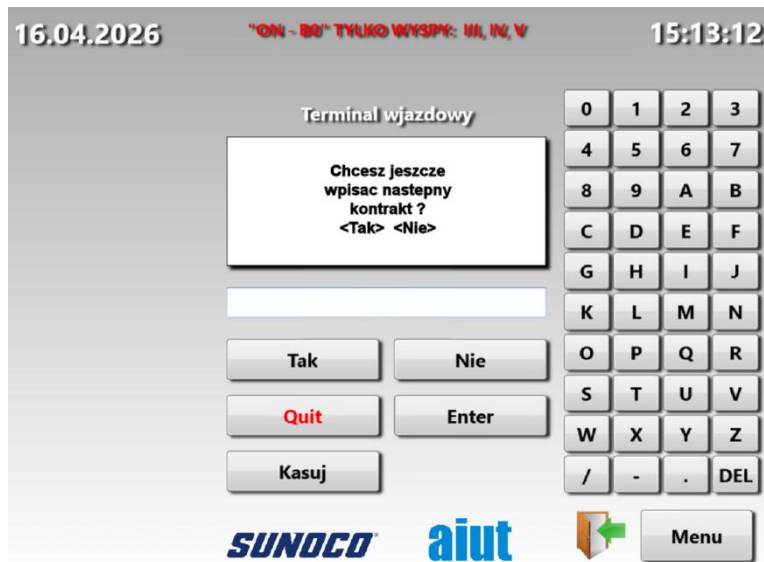 16.04.2026
"ON - B0" TYLKO WYSPY: III, IV, V
15:13:12
Terminal wjazdowy
Chcesz jeszcze
wpisac nastepny
kontrakt ?
<Tak> <Nie>
Tak Nie
Quit Enter
Kasuj
0 1 2 3
4 5 6 7
8 9 A B
C D E F
G H I J
K L M N
O P Q R
S T U V
W X Y Z
/ - . DEL
SUNOCO
aiut
Menu